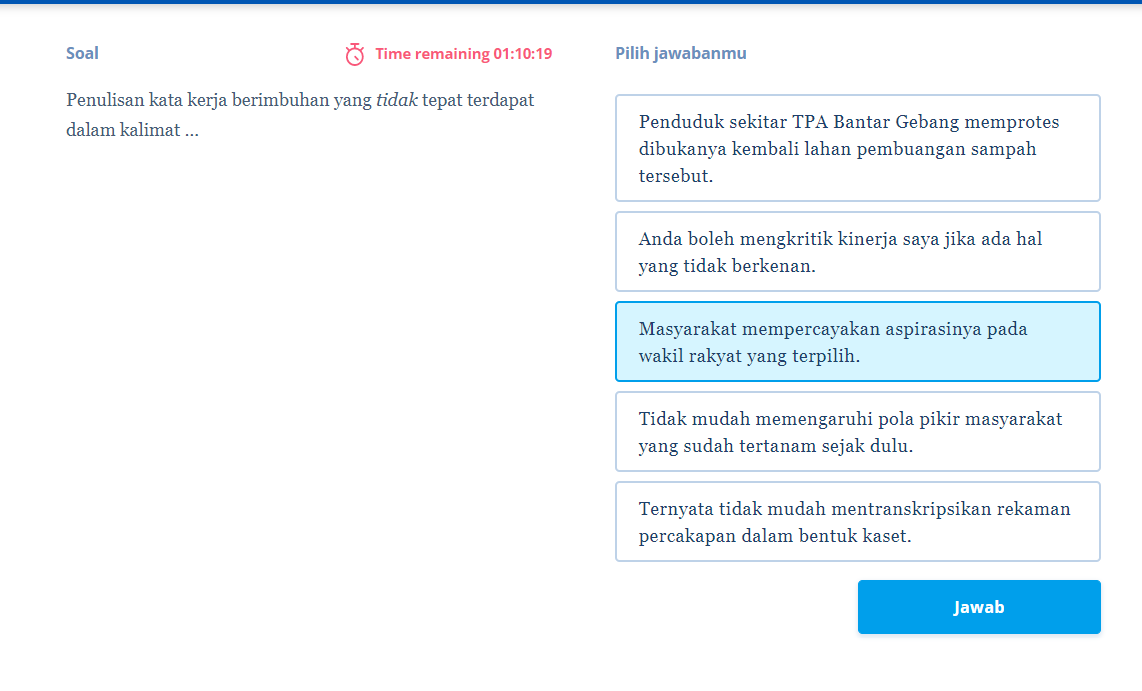 Soal
Time remaining 01:10:19
Penulisan kata kerja berimbuhan yang tidak tepat terdapat
dalam kalimat ...
Pilih jawabanmu
Penduduk sekitar TPA Bantar Gebang memprotes
dibukanya kembali lahan pembuangan sampah
tersebut.
Anda boleh mengkritik kinerja saya jika ada hal
yang tidak berkenan.
Masyarakat mempercayakan aspirasinya pada
wakil rakyat yang terpilih.
Tidak mudah memengaruhi pola pikir masyarakat
yang sudah tertanam sejak dulu.
Ternyata tidak mudah mentranskripsikan rekaman
percakapan dalam bentuk kaset.
Jawab